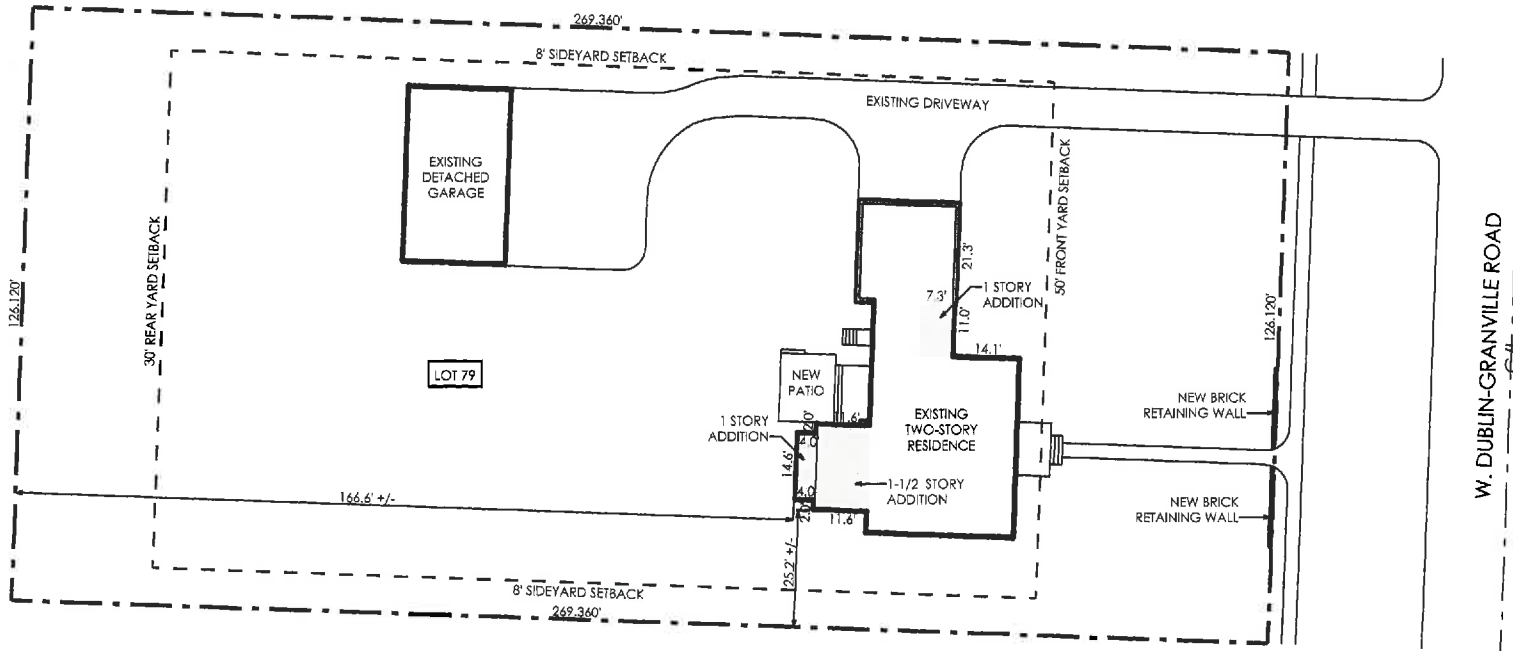 269.360'
8' SIDEYARD SETBACK
EXISTING DRIVEWAY
EXISTING
DETACHED
GARAGE
126.120'
30' REAR YARD SETBACK
LOT 79
50' FRONT YARD SETBACK
21.3'
7.3'
1 STORY
ADDITION
11.0'
14.1'
126.120'
W. DUBLIN-GRANVILLE ROAD
NEW
PATIO
NEW BRICK
RETAINING WALL
1 STORY
ADDITION
2.0'
EXISTING
TWO-STORY
RESIDENCE
14.6'
4.0
1-1/2 STORY
ADDITION
2.0'
11.6'
166.6' +/-
NEW BRICK
RETAINING WALL
25.2' +/-
8' SIDEYARD SETBACK
269.360'